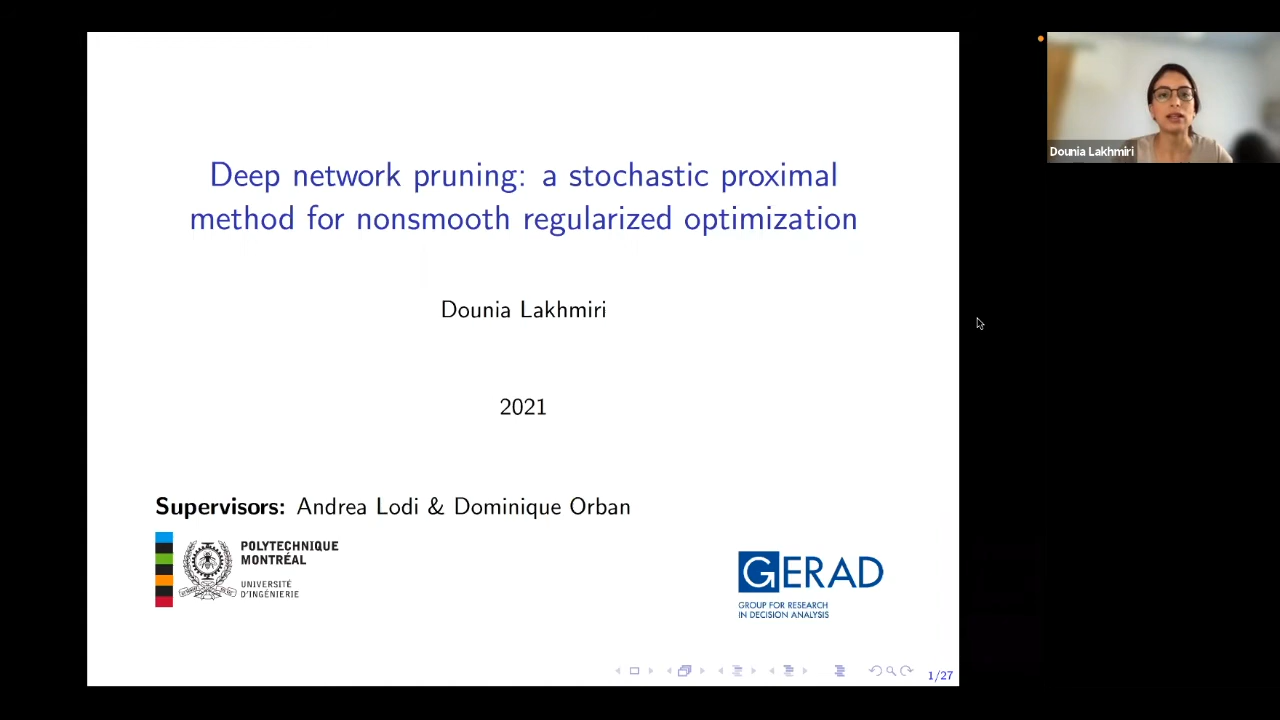 Deep network pruning: a stochastic proximal
method for nonsmooth regularized optimization
Dounia Lakhmiri
2021
Supervisors: Andrea Lodi & Dominique Orban
POLYTECHNIQUE
MONTRÉAL
UNIVERSITÉ
D'INGÉNIERIE
GERAD
GROUP FOR RESEARCH
IN DECISION ANALYSIS
1/27
Dounia Lakhmiri